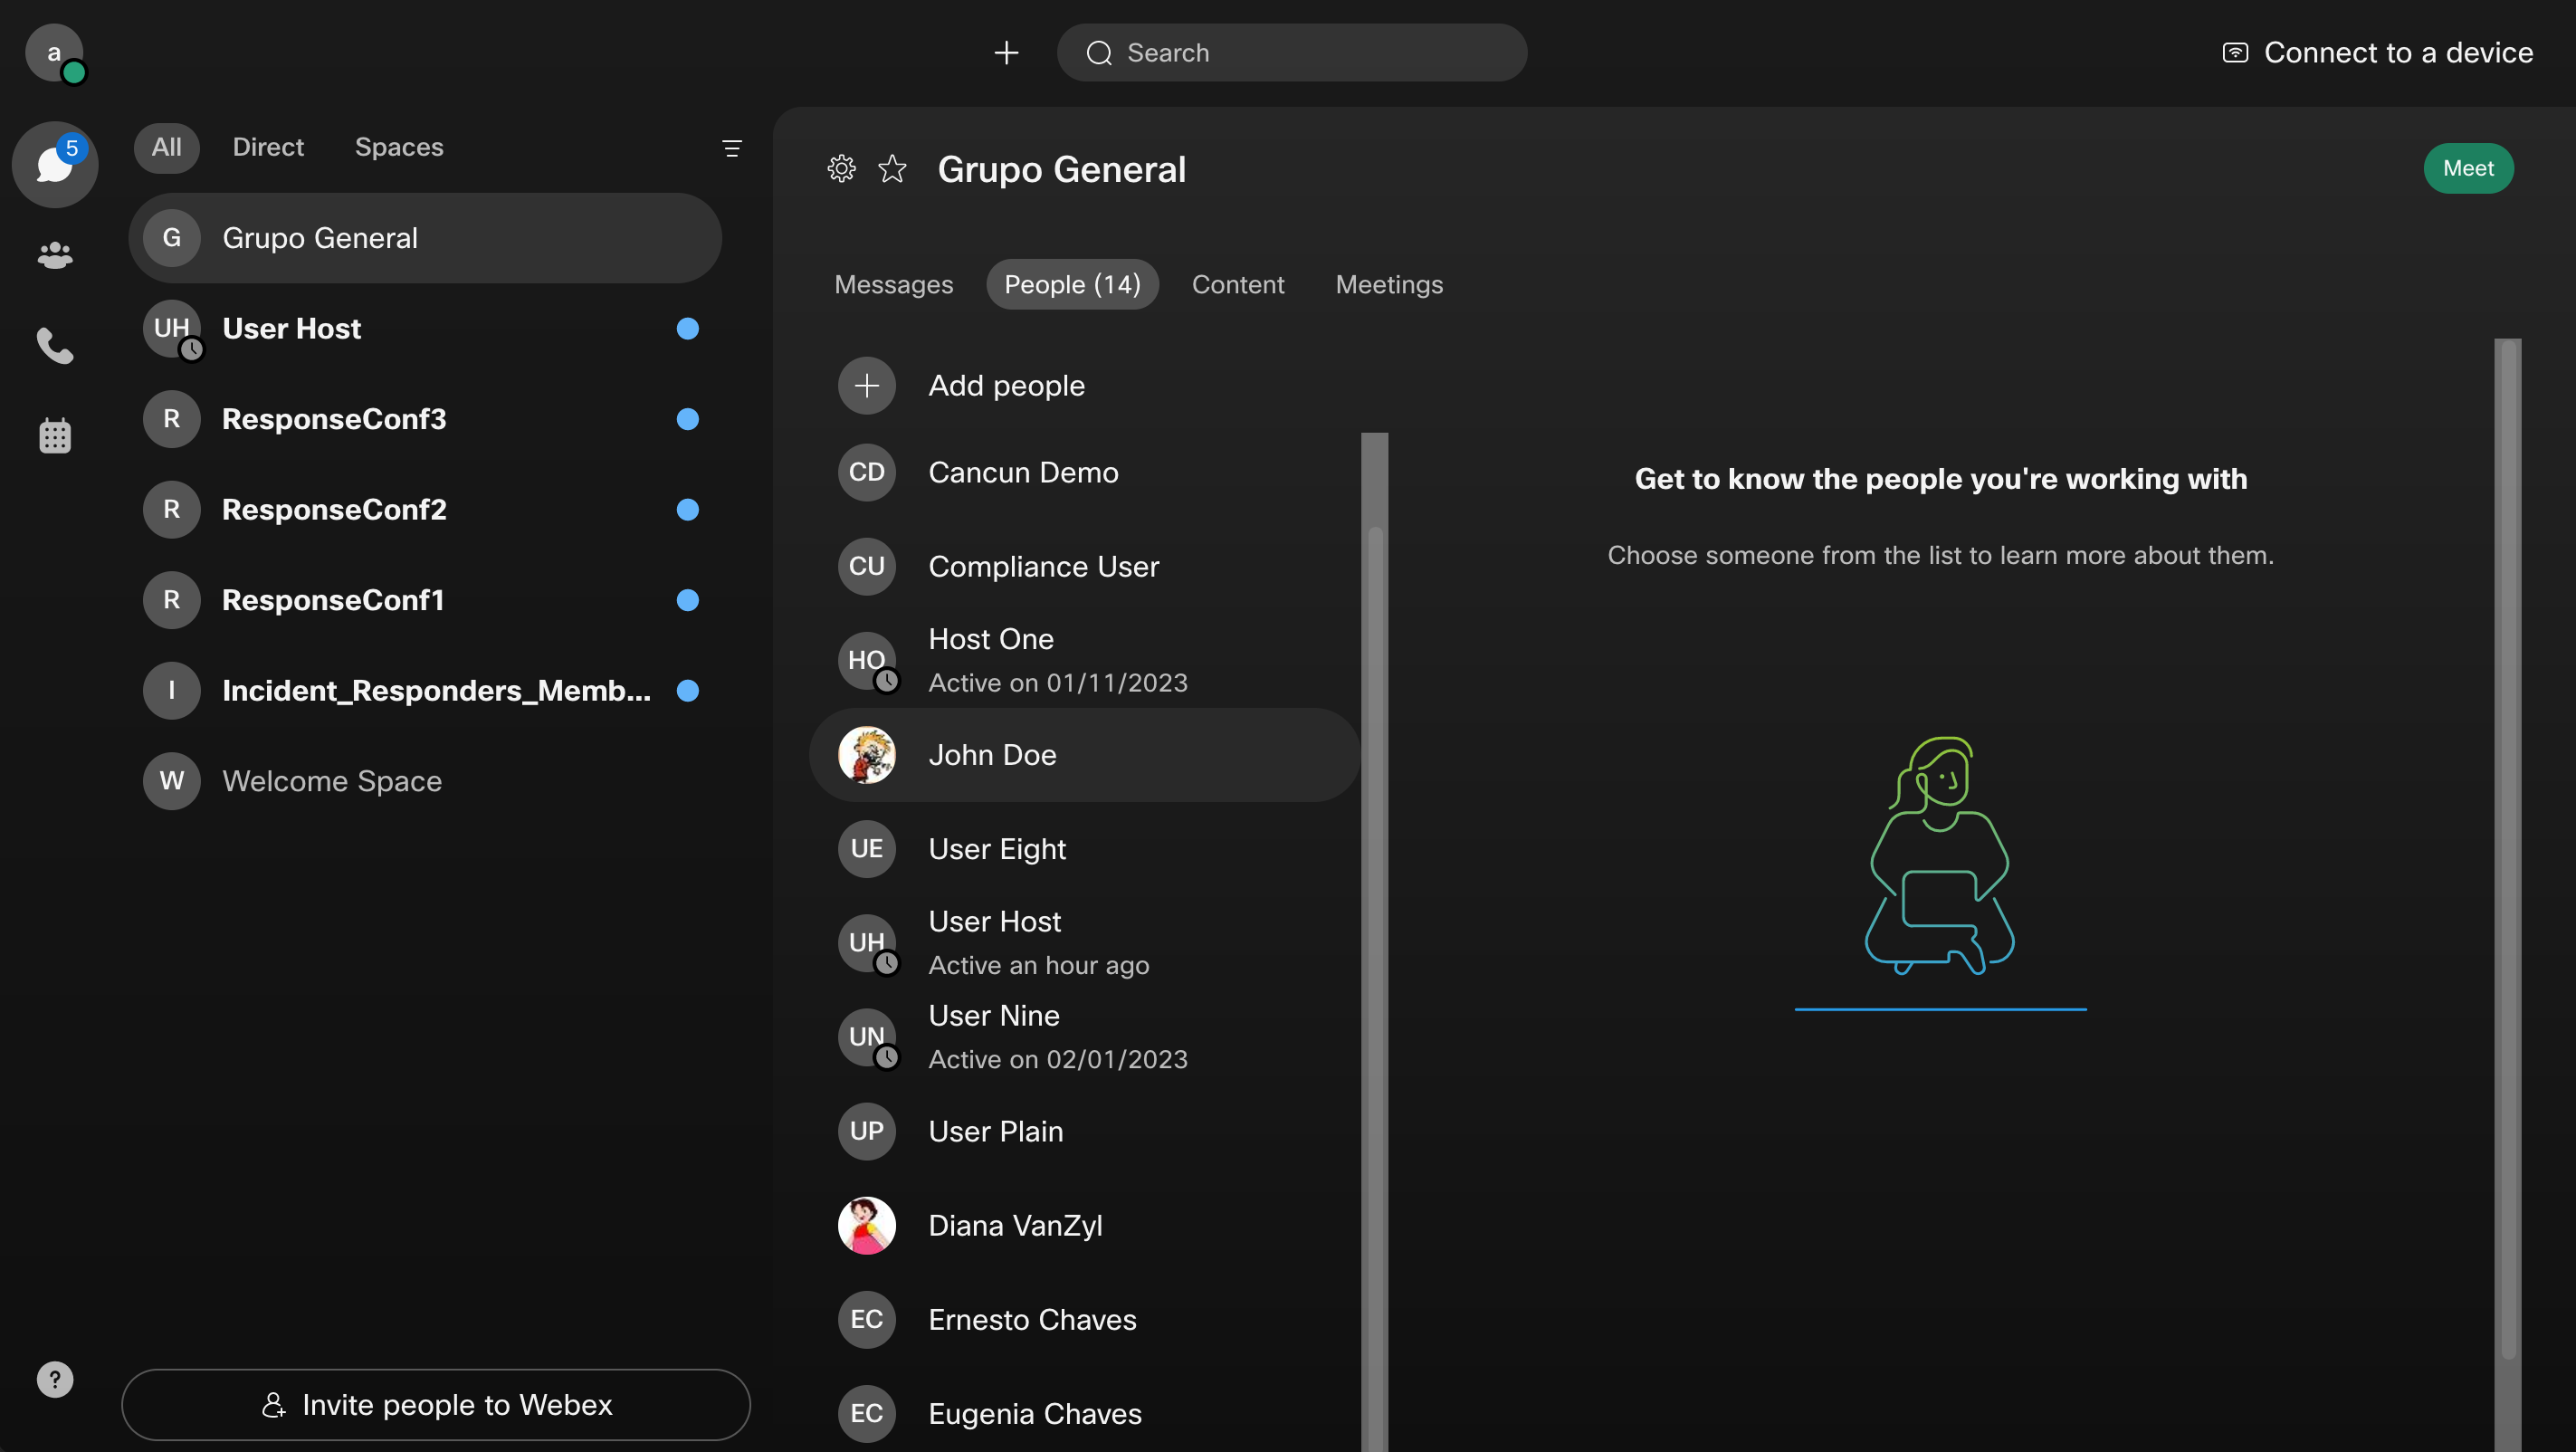 a
Search
Connect to a device
5
All
Direct
Spaces
G
Grupo General
UH
User Host
R
ResponseConf3
R
ResponseConf2
R
ResponseConf1
I
Incident_Responders_Memb...
W
Welcome Space
?
Invite people to Webex
Grupo General
Meet
Messages
People (14)
Content
Meetings
Add people
CD
Cancun Demo
CU
Compliance User
HO
Host One
Active on 01/11/2023
John Doe
UE
User Eight
UH
User Host
Active an hour ago
UN
User Nine
Active on 02/01/2023
UP
User Plain
Diana VanZyl
EC
Ernesto Chaves
EC
Eugenia Chaves
Get to know the people you're working with
Choose someone from the list to learn more about them.